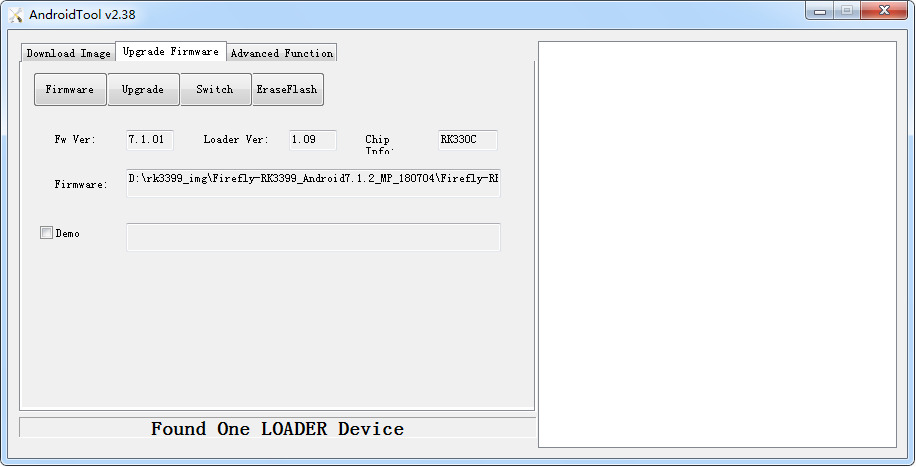 AndroidTool v2.38
Download Image Upgrade Firmware Advanced Function
Firmware Upgrade Switch EraseFlash
Fw Ver: 7.1.01 Loader Ver: 1.09 Chip Info: RK330C
Firmware: D:\rk3399_img\Firefly-RK3399_Android7.1.2_MP_180704\Firefly-RK
Demo
Found One LOADER Device